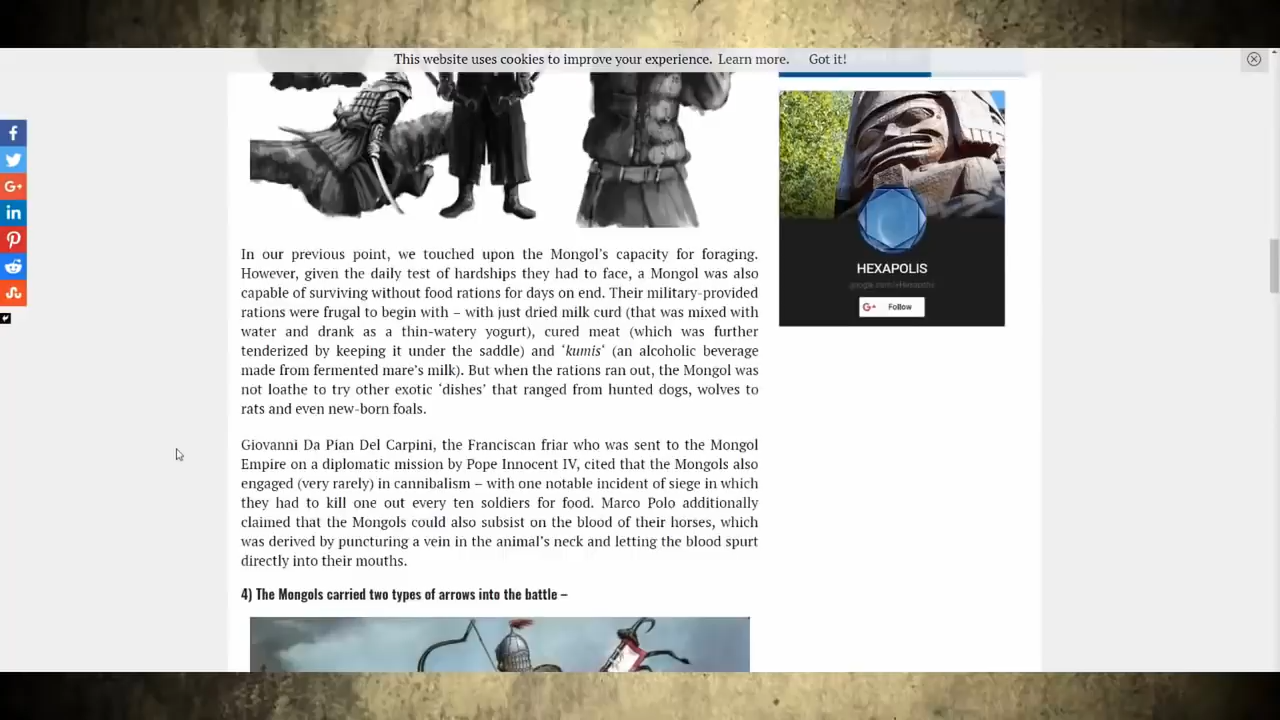 This website uses cookies to improve your experience. Learn more. Got it!
In our previous point, we touched upon the Mongol’s capacity for foraging.
However, given the daily test of hardships they had to face, a Mongol was also
capable of surviving without food rations for days on end. Their military-provided
rations were frugal to begin with – with just dried milk curd (that was mixed with
water and drank as a thin-watery yogurt), cured meat (which was further
tenderized by keeping it under the saddle) and ‘kumis‘ (an alcoholic beverage
made from fermented mare’s milk). But when the rations ran out, the Mongol was
not loathe to try other exotic ‘dishes’ that ranged from hunted dogs, wolves to
rats and even new-born foals.
Giovanni Da Pian Del Carpini, the Franciscan friar who was sent to the Mongol
Empire on a diplomatic mission by Pope Innocent IV, cited that the Mongols also
engaged (very rarely) in cannibalism – with one notable incident of siege in which
they had to kill one out every ten soldiers for food. Marco Polo additionally
claimed that the Mongols could also subsist on the blood of their horses, which
was derived by puncturing a vein in the animal’s neck and letting the blood spurt
directly into their mouths.
4) The Mongols carried two types of arrows into the battle –
HEXAPOLIS
G+ Follow